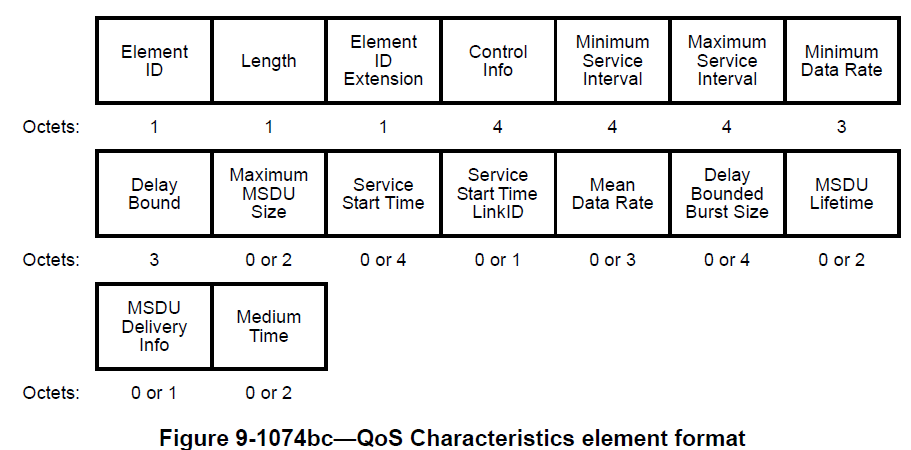 Element ID
Length
Element ID Extension
Control Info
Minimum Service Interval
Maximum Service Interval
Minimum Data Rate
Octets: 1 1 1 4 4 4 3
Delay Bound
Maximum MSDU Size
Service Start Time
Service Start Time LinkID
Mean Data Rate
Delay Bounded Burst Size
MSDU Lifetime
Octets: 3 0 or 2 0 or 4 0 or 1 0 or 3 0 or 4 0 or 2
MSDU Delivery Info
Medium Time
Octets: 0 or 1 0 or 2
Figure 9-1074bc—QoS Characteristics element format